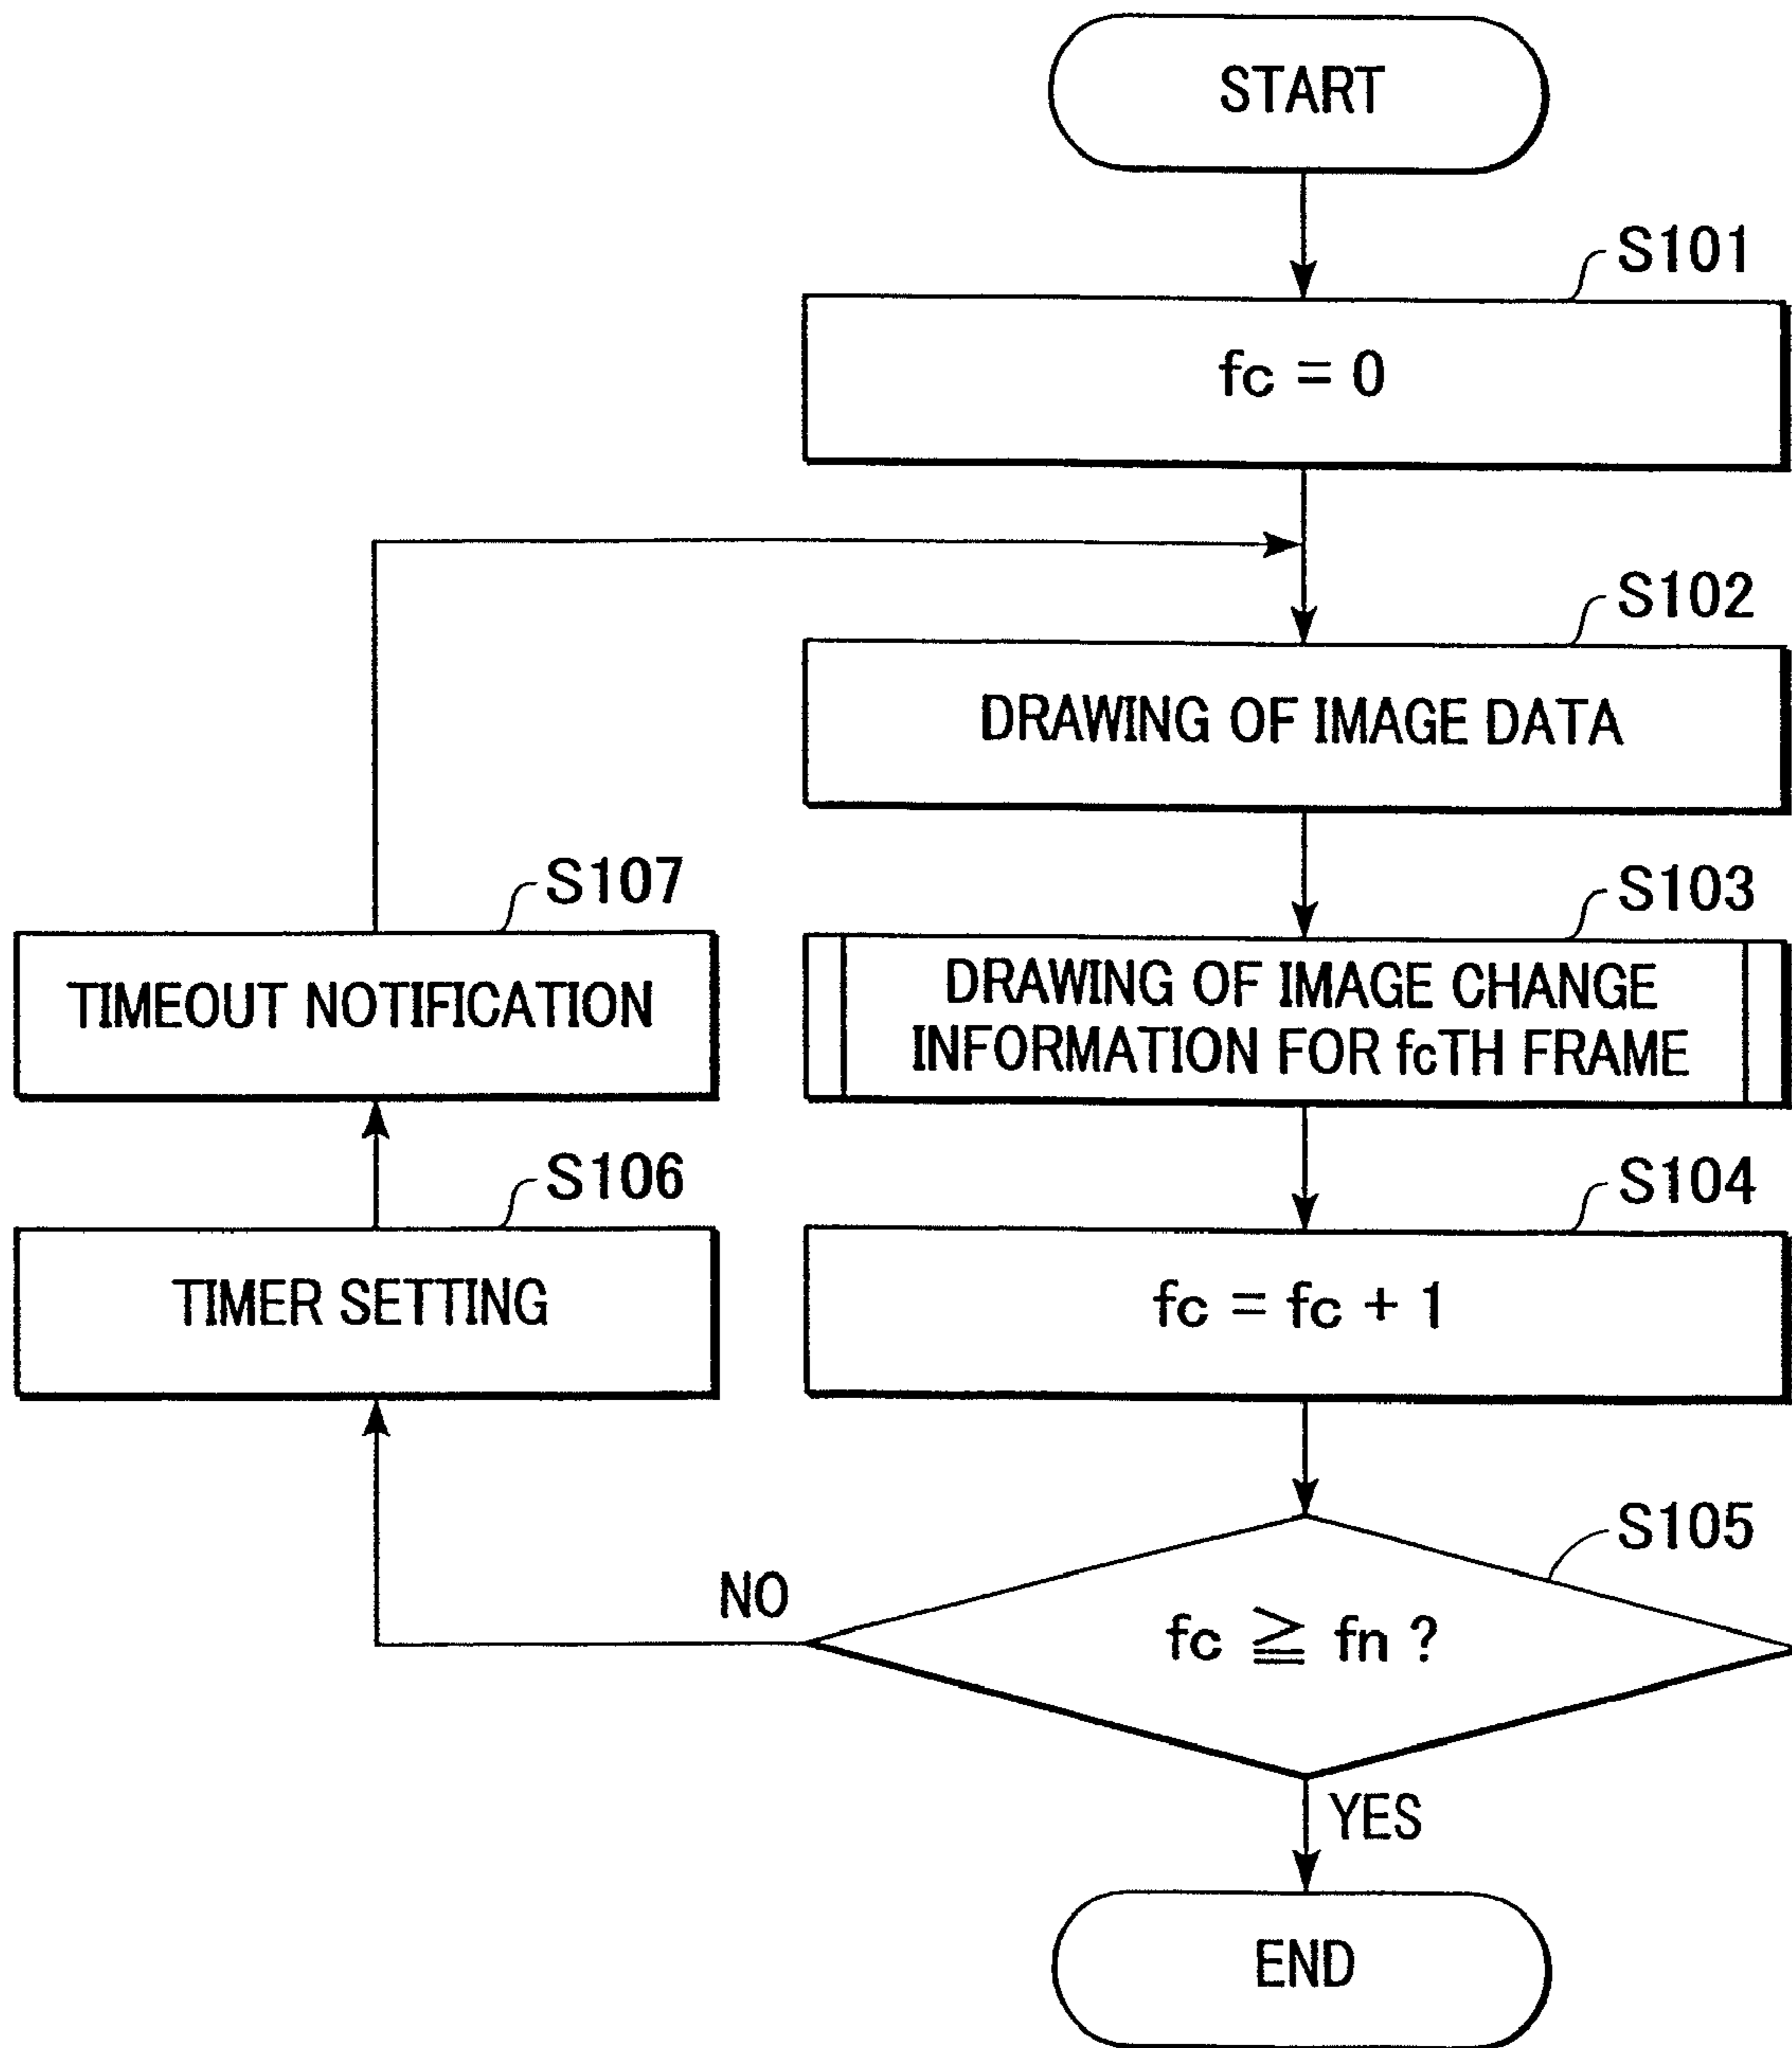 START
S101
fc = 0
S102
DRAWING OF IMAGE DATA
S103
DRAWING OF IMAGE CHANGE
INFORMATION FOR fcTH FRAME
S104
fc = fc + 1
S105
fc ≧ fn ?
NO
YES
S106
TIMER SETTING
S107
TIMEOUT NOTIFICATION
END